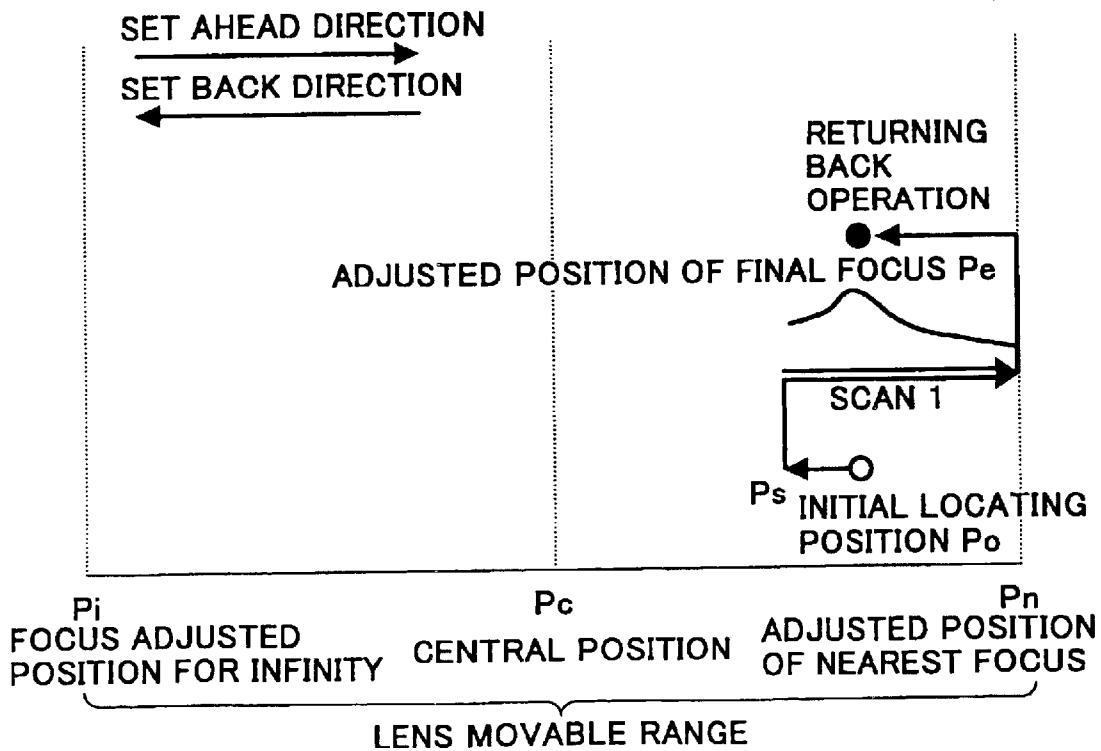 SET AHEAD DIRECTION
SET BACK DIRECTION
RETURNING
BACK
OPERATION
ADJUSTED POSITION OF FINAL FOCUS Pe
SCAN 1
Ps
INITIAL LOCATING
POSITION Po
Pi
FOCUS ADJUSTED
POSITION FOR INFINITY
Pc
CENTRAL POSITION
Pn
ADJUSTED POSITION
OF NEAREST FOCUS
LENS MOVABLE RANGE